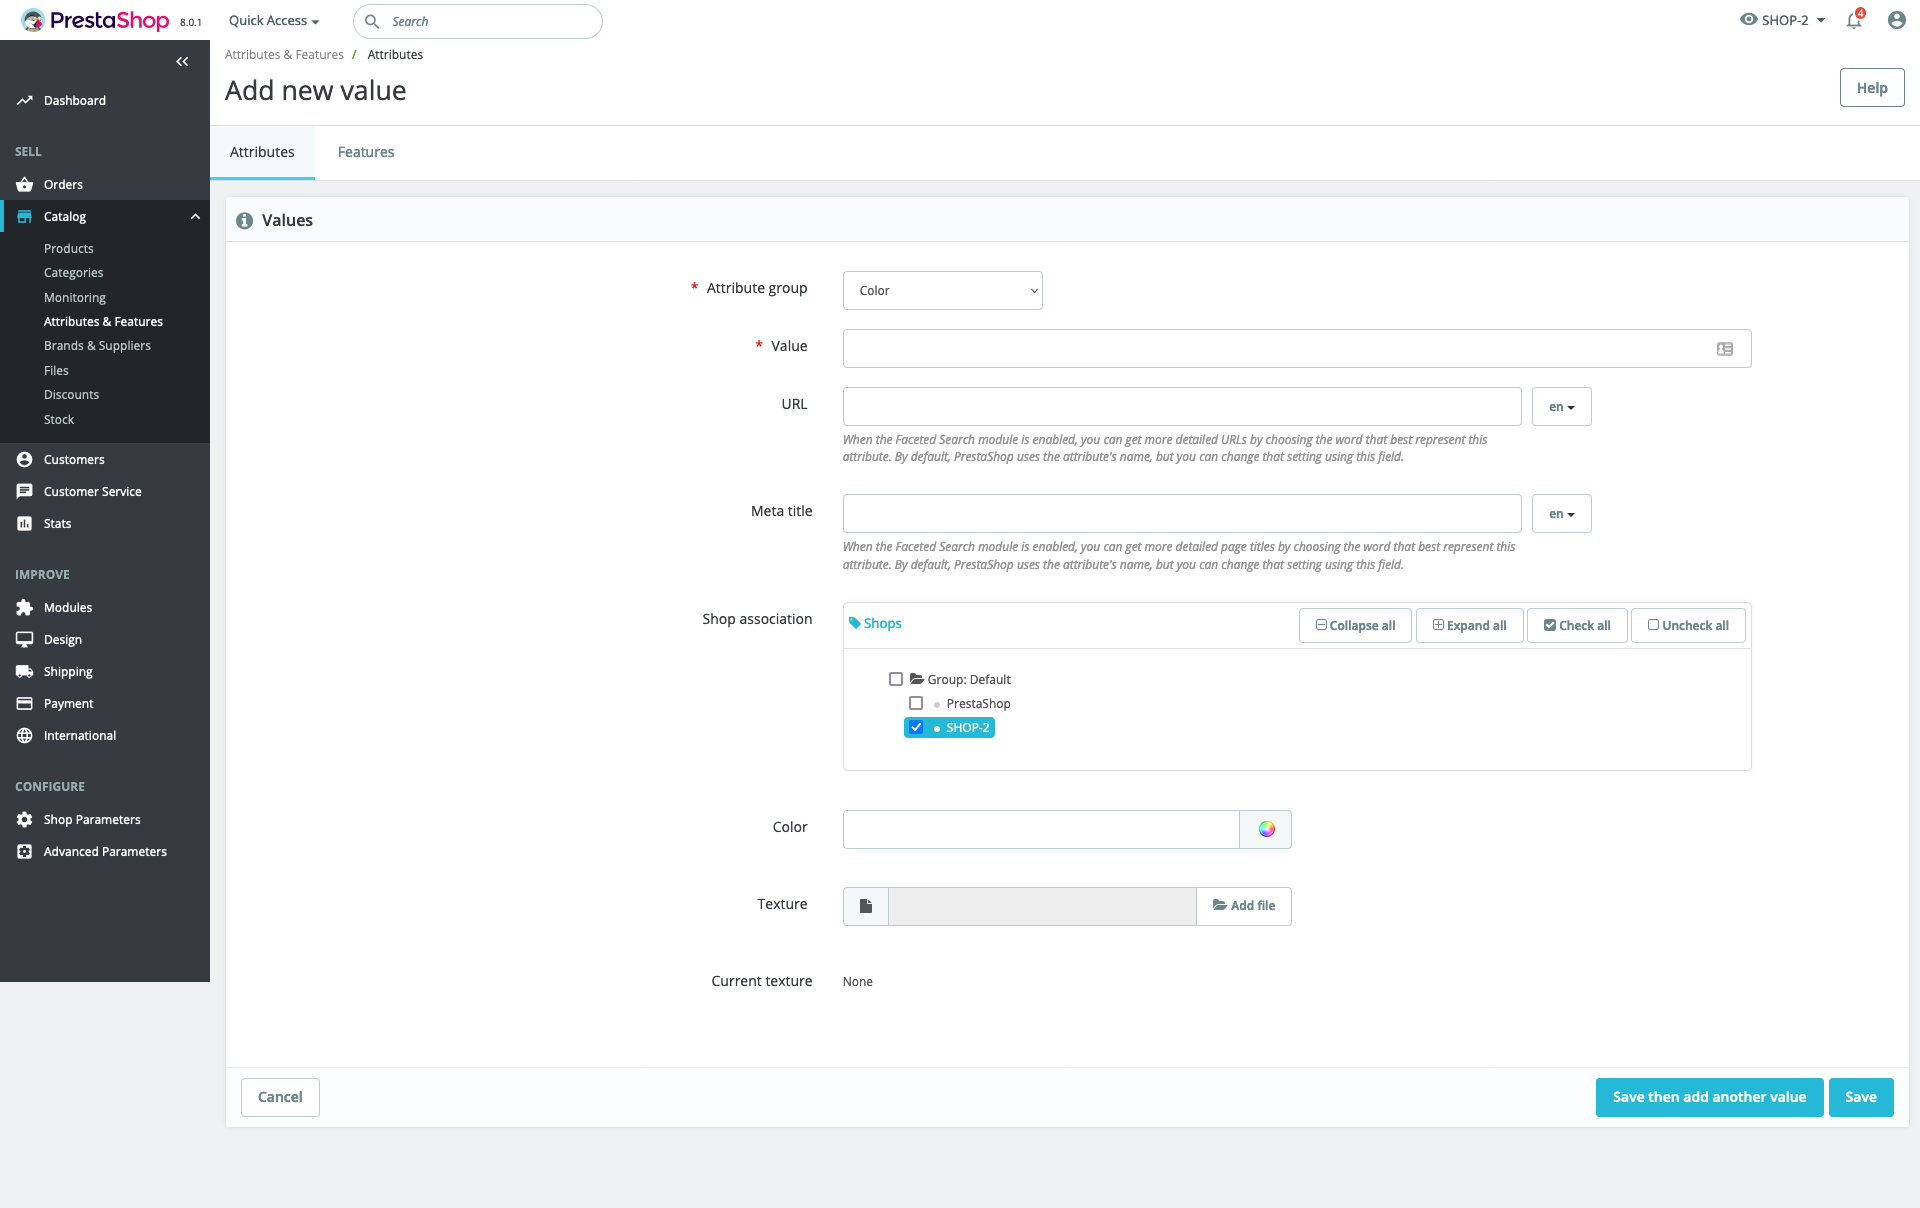 PrestaShop 8.0.1
Quick Access
Search
SHOP-2
4
Attributes & Features / Attributes
Add new value
Help
Attributes
Features
Dashboard
SELL
Orders
Catalog
Products
Categories
Monitoring
Attributes & Features
Brands & Suppliers
Files
Discounts
Stock
Customers
Customer Service
Stats
IMPROVE
Modules
Design
Shipping
Payment
International
CONFIGURE
Shop Parameters
Advanced Parameters
Values
* Attribute group
Color
* Value
URL
en
When the Faceted Search module is enabled, you can get more detailed URLs by choosing the word that best represent this
attribute. By default, PrestaShop uses the attribute's name, but you can change that setting using this field.
Meta title
en
When the Faceted Search module is enabled, you can get more detailed page titles by choosing the word that best represent this
attribute. By default, PrestaShop uses the attribute's name, but you can change that setting using this field.
Shop association
Shops
Collapse all
Expand all
Check all
Uncheck all
Group: Default
PrestaShop
SHOP-2
Color
Texture
Add file
Current texture
None
Cancel
Save then add another value
Save